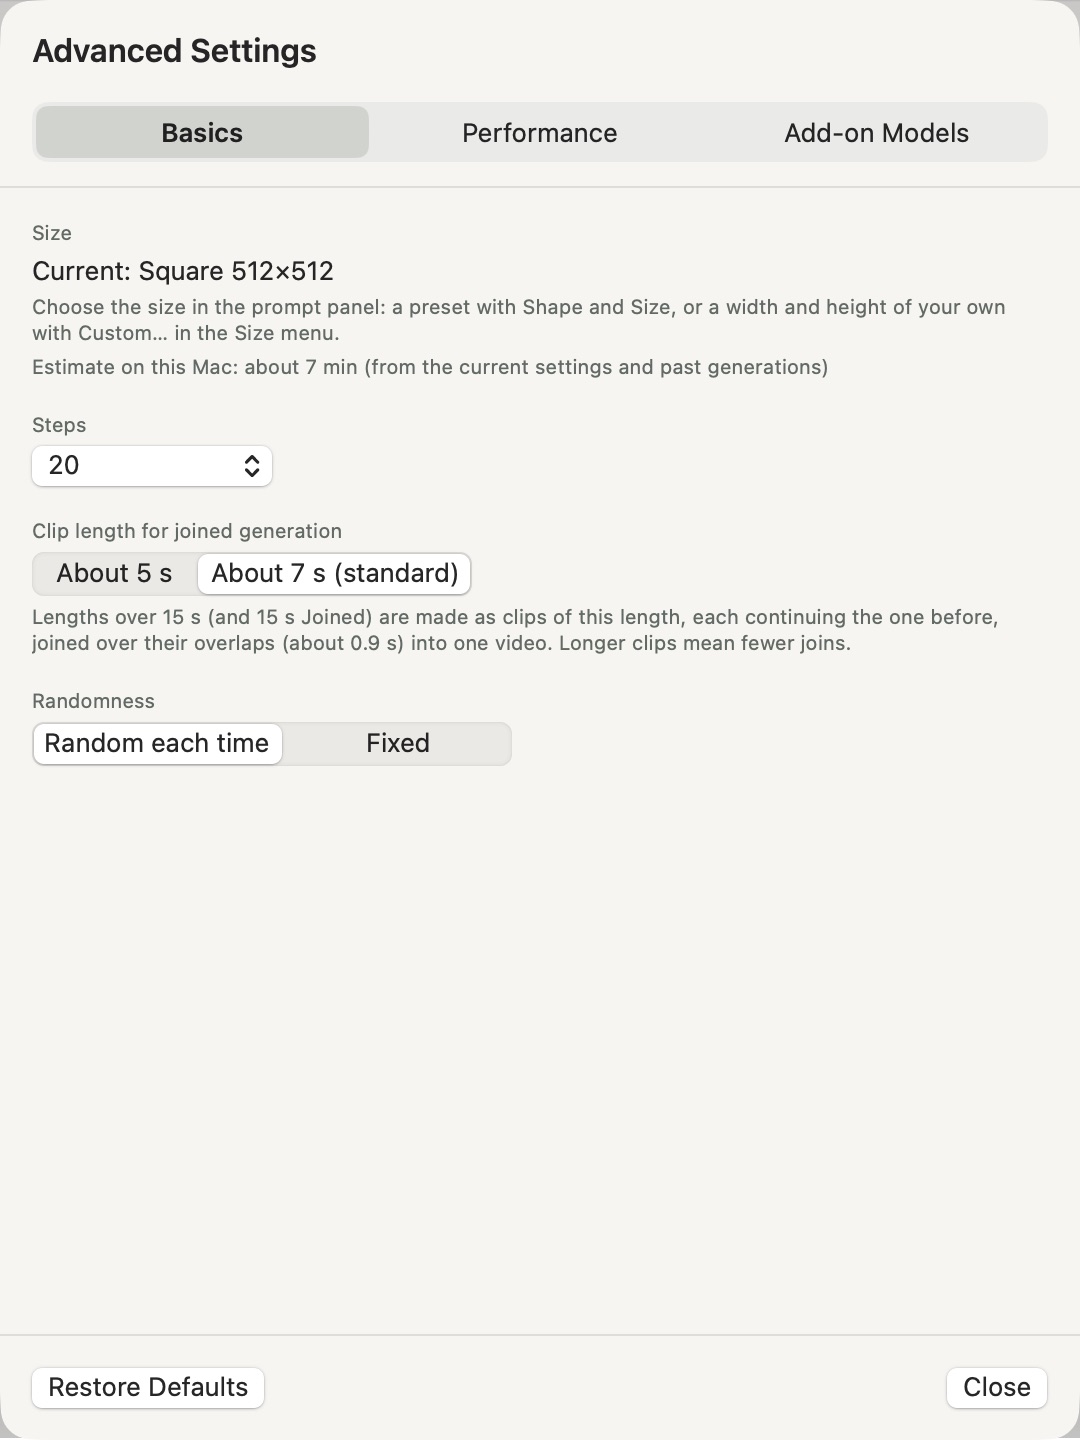 Advanced Settings
Basics
Performance
Add-on Models
Size
Current: Square 512×512
Choose the size in the prompt panel: a preset with Shape and Size, or a width and height of your own
with Custom... in the Size menu.
Estimate on this Mac: about 7 min (from the current settings and past generations)
Steps
20
Clip length for joined generation
About 5 s
About 7 s (standard)
Lengths over 15 s (and 15 s Joined) are made as clips of this length, each continuing the one before,
joined over their overlaps (about 0.9 s) into one video. Longer clips mean fewer joins.
Randomness
Random each time
Fixed
Restore Defaults
Close